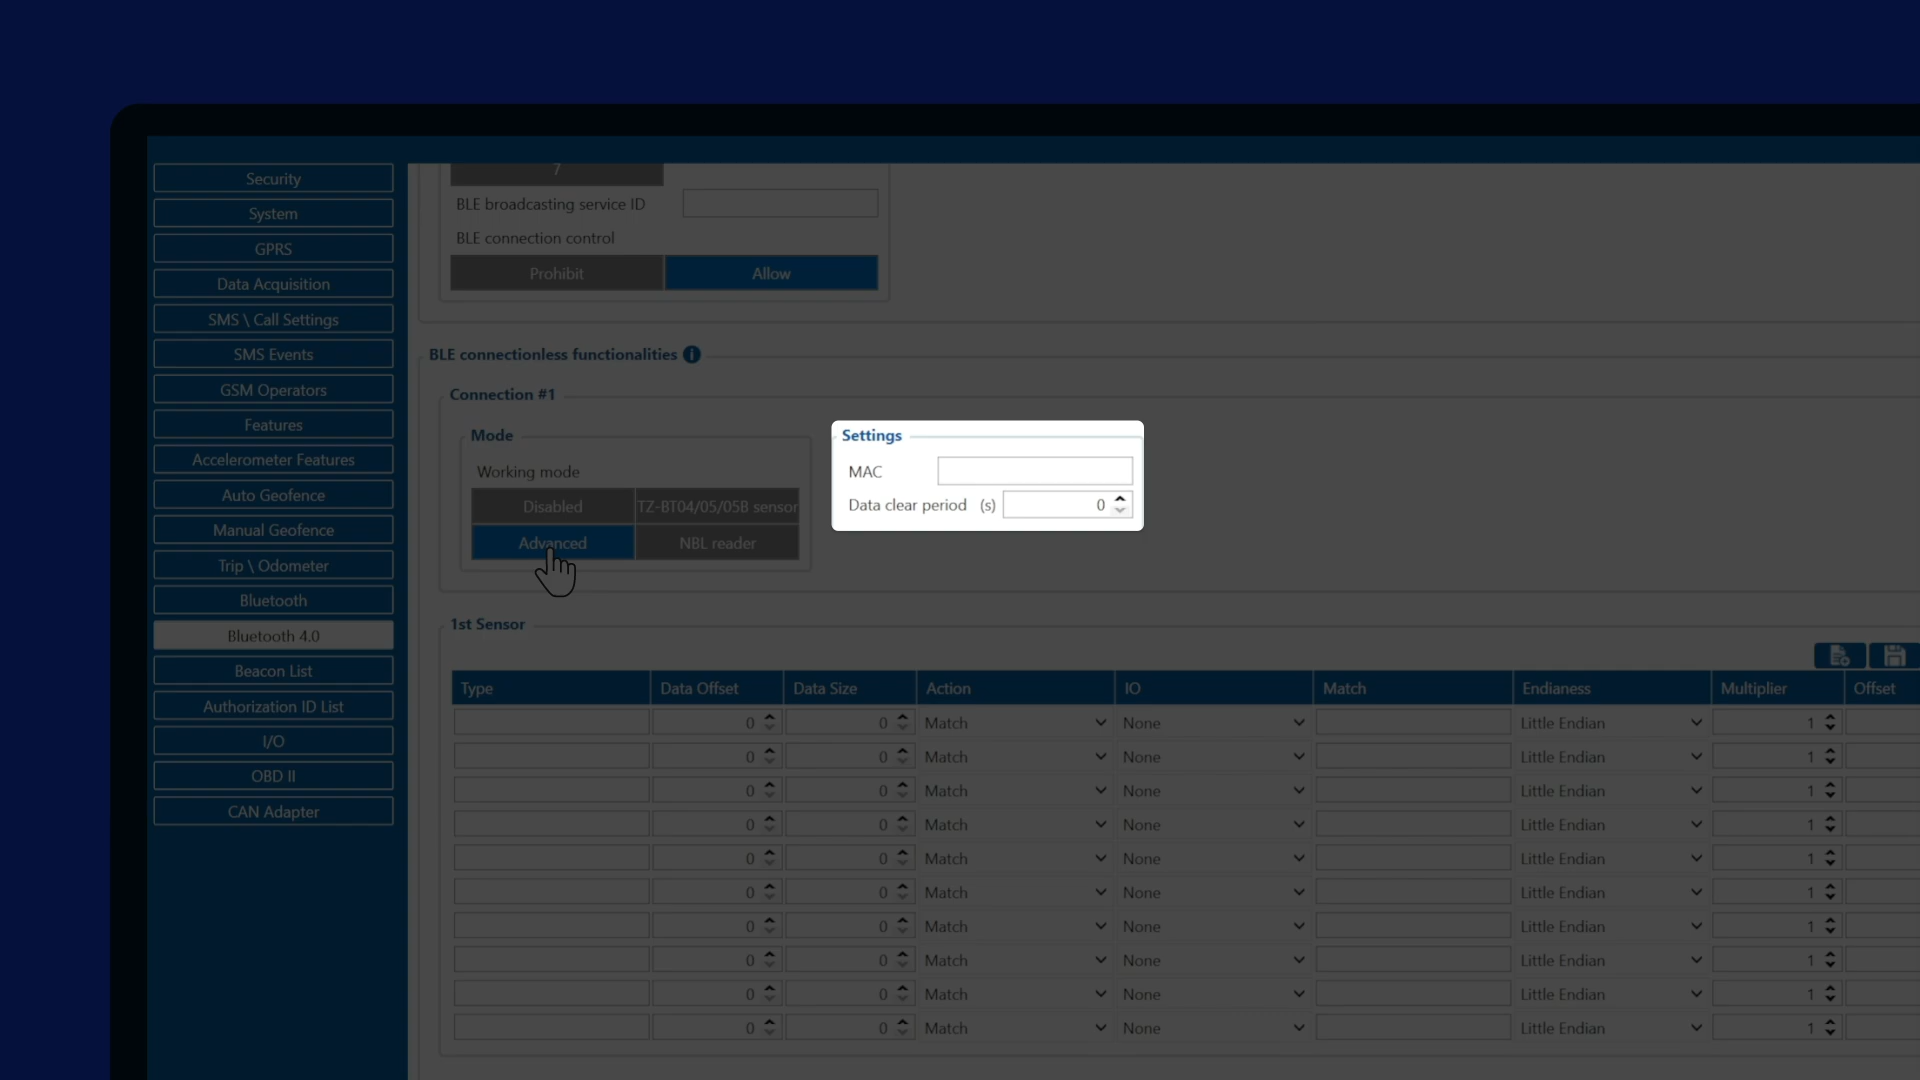 Security
System
GPRS
Data Acquisition
SMS \ Call Settings
SMS Events
GSM Operators
Features
Accelerometer Features
Auto Geofence
Manual Geofence
Trip \ Odometer
Bluetooth
Bluetooth 4.0
Beacon List
Authorization ID List
I/O
OBD II
CAN Adapter
7
BLE broadcasting service ID
BLE connection control
Prohibit Allow
BLE connectionless functionalities i
Connection #1
Mode
Working mode
Disabled TZ-BT04/05/05B sensor
Advanced NBL reader
Settings
MAC
Data clear period (s) 0
1st Sensor
Type Data Offset Data Size Action IO Match Endianess Multiplier Offset
0 0 Match None Little Endian 1
0 0 Match None Little Endian 1
0 0 Match None Little Endian 1
0 0 Match None Little Endian 1
0 0 Match None Little Endian 1
0 0 Match None Little Endian 1
0 0 Match None Little Endian 1
0 0 Match None Little Endian 1
0 0 Match None Little Endian 1
0 0 Match None Little Endian 1